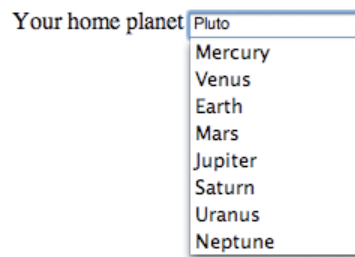 Your home planet Pluto
Mercury
Venus
Earth
Mars
Jupiter
Saturn
Uranus
Neptune